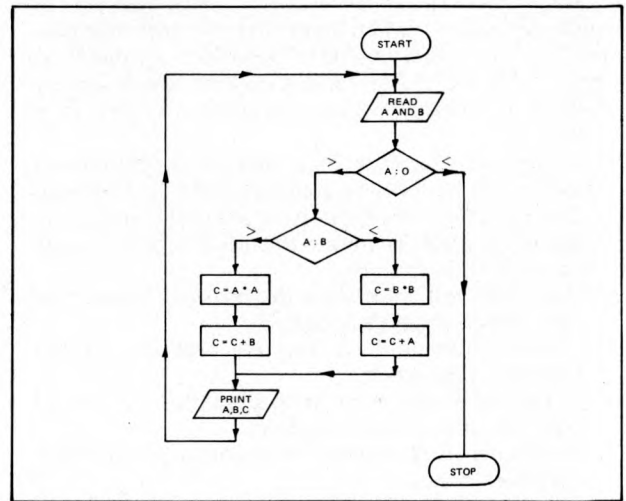 START
READ
A AND B
> A : O <
> A : B <
C = A * A
C = B * B
C = C + B
C = C + A
PRINT
A,B,C
STOP